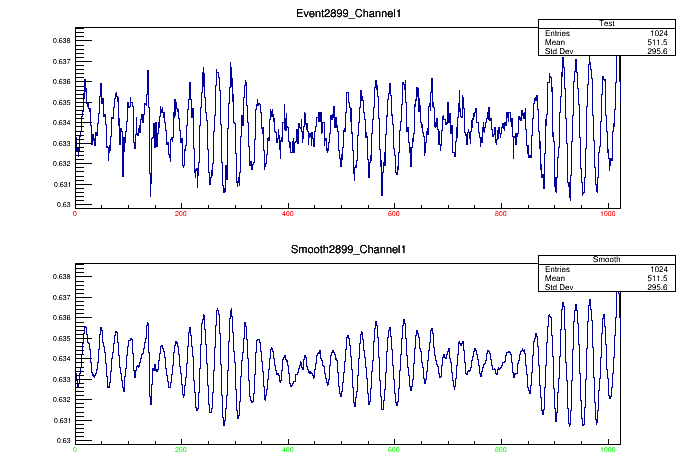 Event2899_Channel1
Test
Entries 1024
Mean 511.5
Std Dev 295.6
0.638
0.637
0.636
0.635
0.634
0.633
0.632
0.631
0.63
0 200 400 600 800 1000
Smooth2899_Channel1
Smooth
Entries 1024
Mean 511.5
Std Dev 295.6
0.638
0.637
0.636
0.635
0.634
0.633
0.632
0.631
0.63
0 200 400 600 800 1000